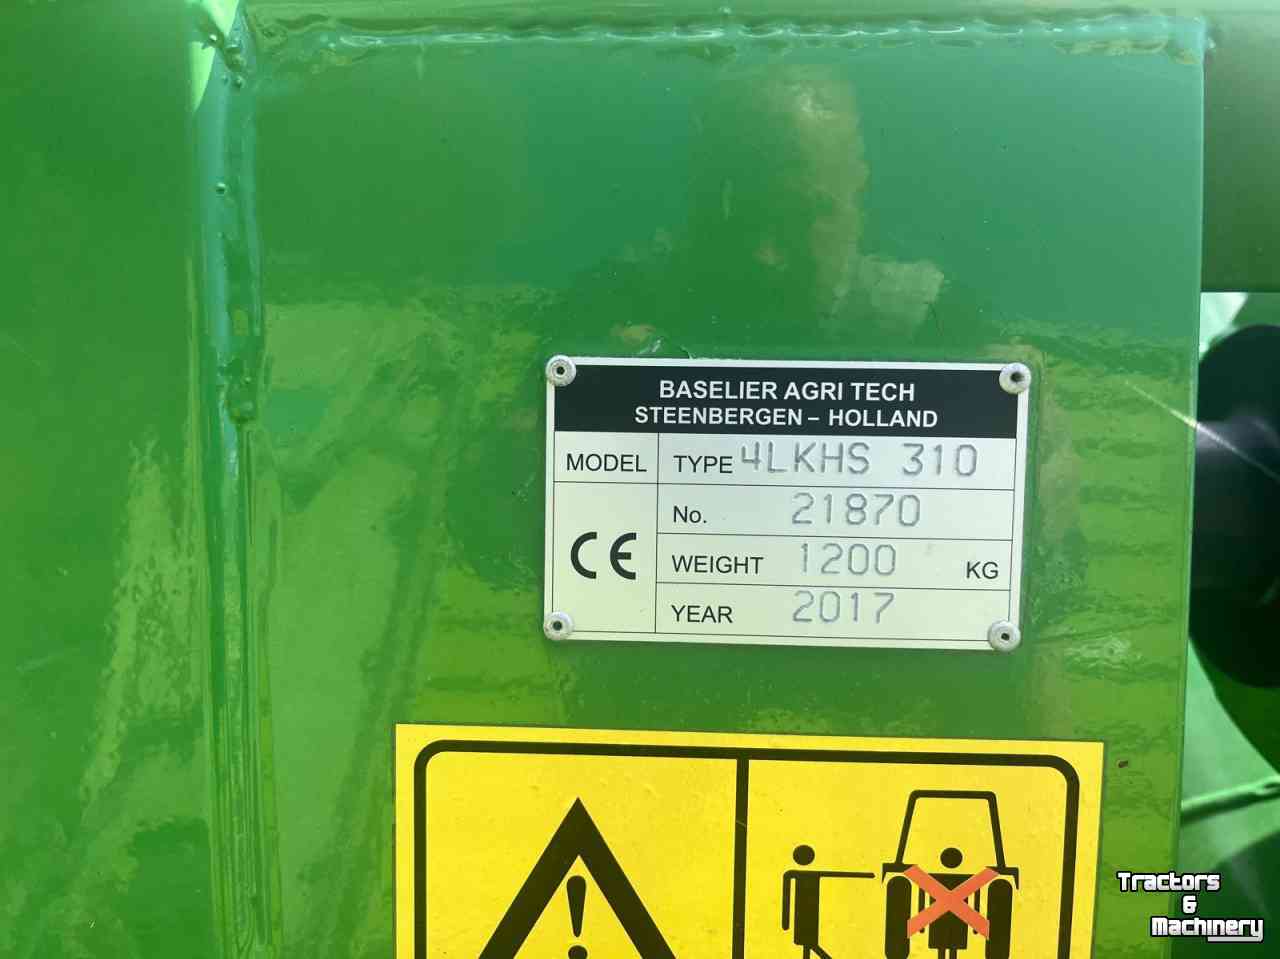 BASELIER AGRI TECH
STEENBERGEN – HOLLAND
MODEL TYPE 4LKHS 310
No. 21870
CE
WEIGHT 1200 KG
YEAR 2017
Tractors
&
Machinery